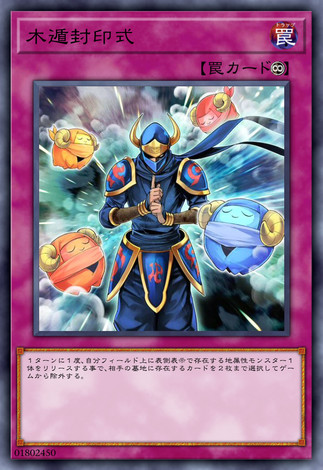 木遁封印式
トラップ
罠
【罠カード∞】
1ターンに1度、自分フィールド上に表側表示で存在する地属性モンスター1
体をリリースする事で、相手の墓地に存在するカードを2枚まで選択してゲー
ムから除外する。
01802450